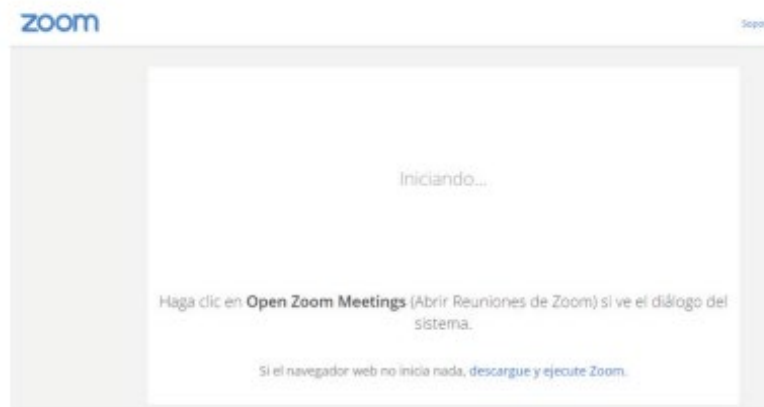 zoom
Sopo
Iniciando...
Haga clic en Open Zoom Meetings (Abrir Reuniones de Zoom) si ve el diálogo del
sistema.
Si el navegador web no inicia nada, descargue y ejecute Zoom.